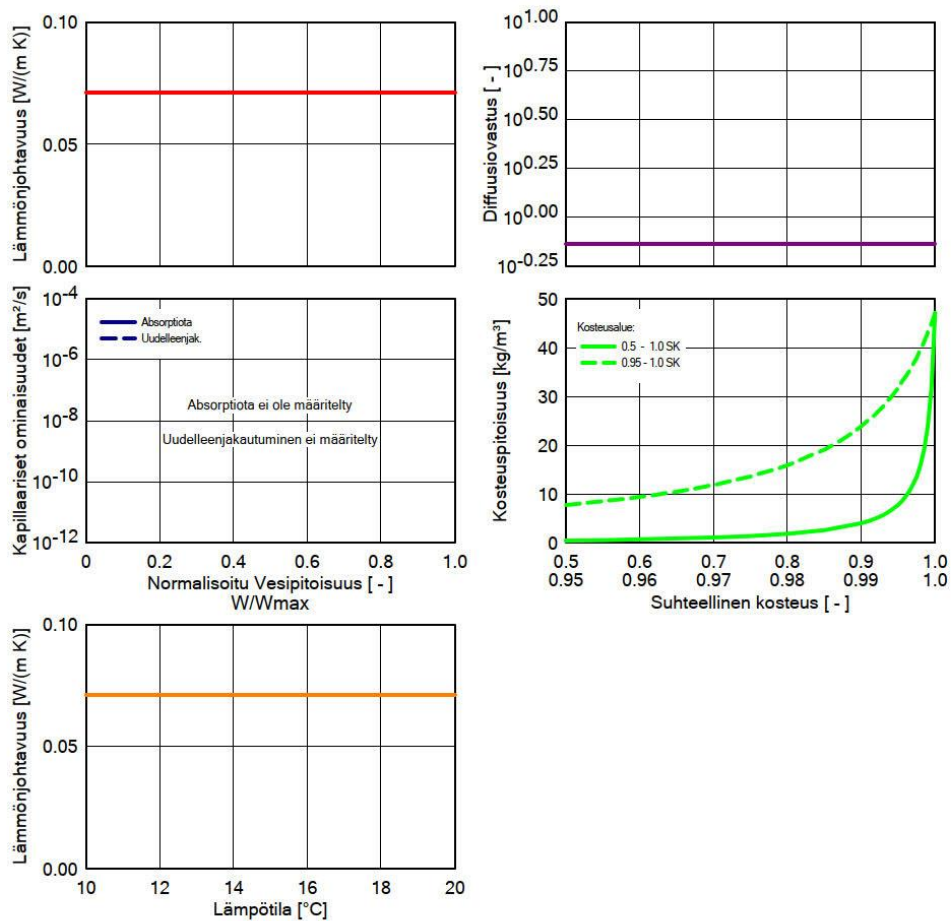 Lämmönjohtavuus [W/(m K)]
0.10
0.05
0.00
Diffuusiovastus [ - ]
10^1.00
10^0.75
10^0.50
10^0.25
10^0.00
10^-0.25
Kapillaariset ominaisuudet [m²/s]
10^-4
10^-6
10^-8
10^-10
10^-12
Absorptiota
Uudelleenjak.
Absorptiota ei ole määritelty
Uudelleenjakautuminen ei määritelty
0 0.2 0.4 0.6 0.8 1.0
Normalisoitu Vesipitoisuus [ - ]
W/Wmax
Kosteuspitoisuus [kg/m³]
50
40
30
20
10
0
Kosteusalue:
0.5 - 1.0 SK
0.95 - 1.0 SK
0.5 0.6 0.7 0.8 0.9 1.0
0.95 0.96 0.97 0.98 0.99 1.0
Suhteellinen kosteus [ - ]
Lämmönjohtavuus [W/(m K)]
0.10
0.05
0.00
10 12 14 16 18 20
Lämpötila [°C]